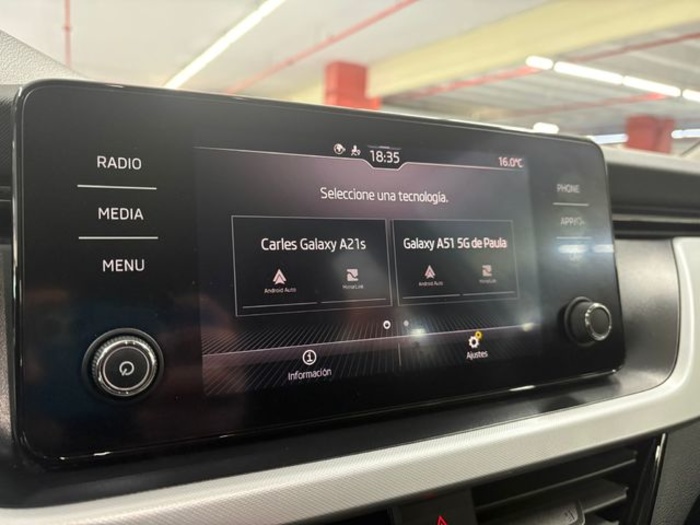 RADIO
MEDIA
MENU
18:35
16.0°C
Seleccione una tecnología.
Carles Galaxy A21s
Android Auto
MirrorLink
Galaxy A51 5G de Paula
Android Auto
MirrorLink
Información
Ajustes
PHONE